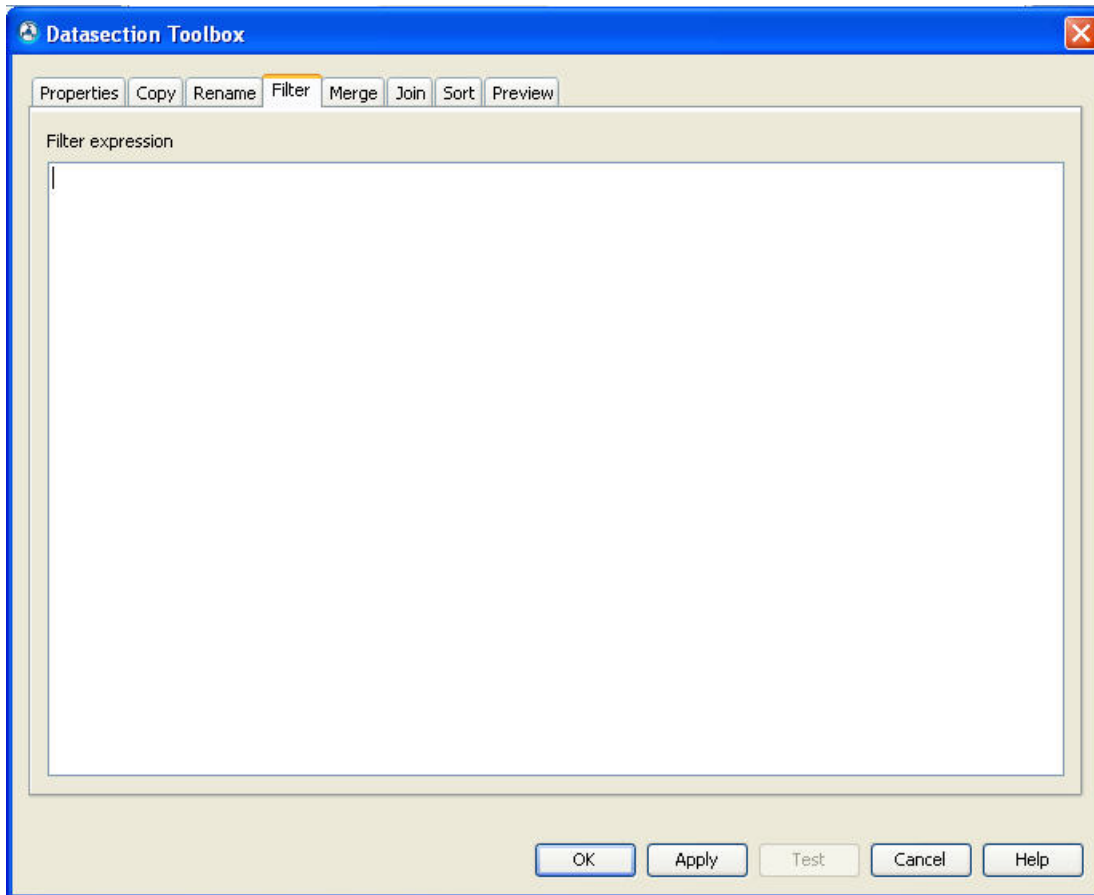 Datasection Toolbox
Properties Copy Rename Filter Merge Join Sort Preview
Filter expression
OK Apply Test Cancel Help